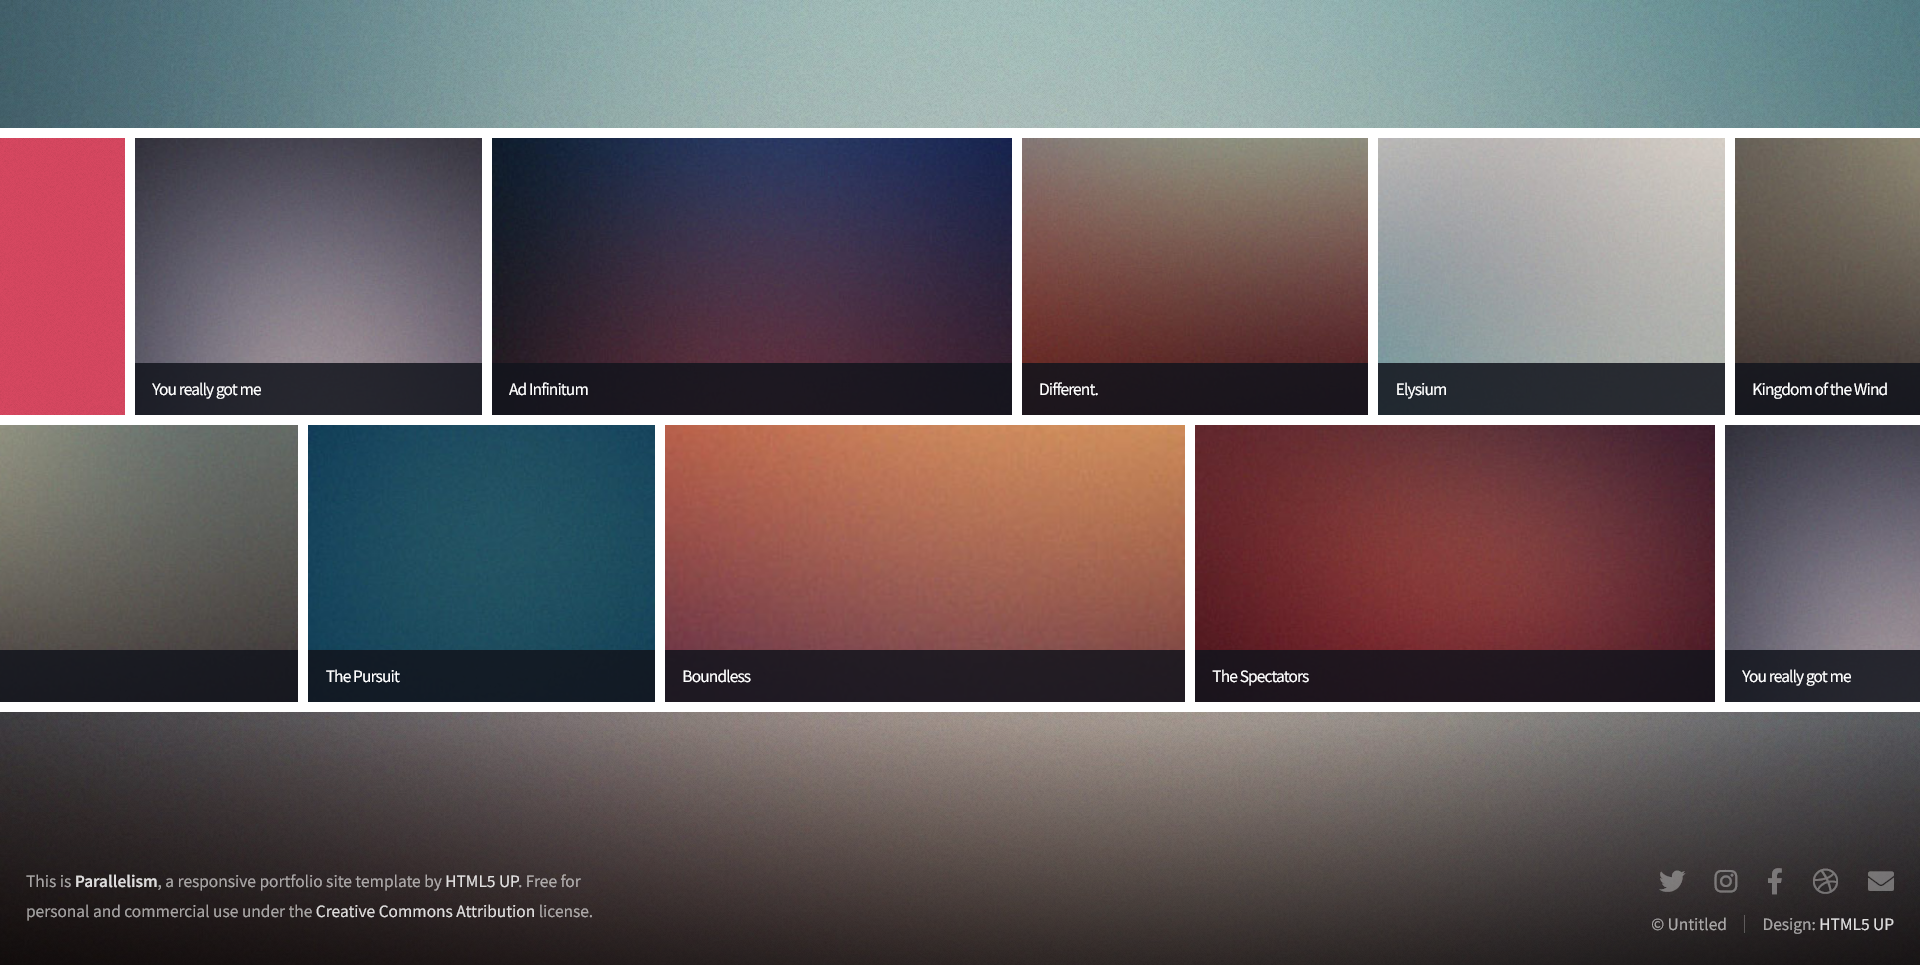 You really got me
Ad Infinitum
Different.
Elysium
Kingdom of the Wind
The Pursuit
Boundless
The Spectators
You really got me
This is Parallelism, a responsive portfolio site template by HTML5 UP. Free for
personal and commercial use under the Creative Commons Attribution license.
© Untitled
Design: HTML5 UP